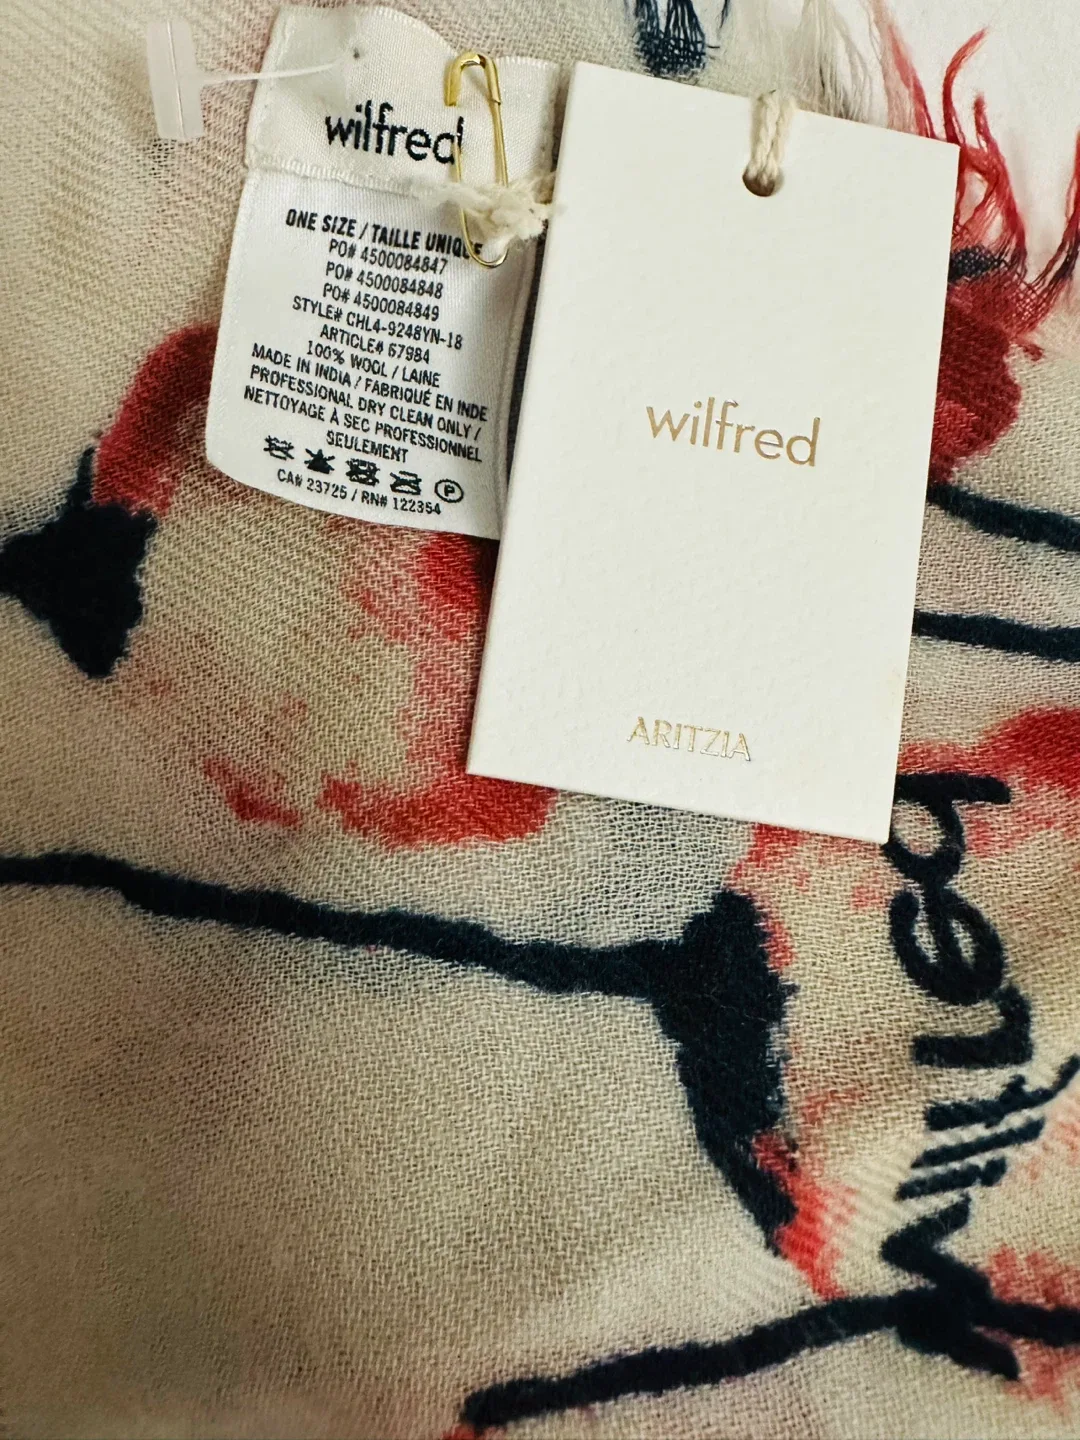 wilfred
ONE SIZE / TAILLE UNIQUE
PO# 4500084847
PO# 4500084848
PO# 4500084849
STYLE# CHL4-9248YN-18
ARTICLE# 67984
100% WOOL / LAINE
MADE IN INDIA / FABRIQUÉ EN INDE
PROFESSIONAL DRY CLEAN ONLY /
NETTOYAGE À SEC PROFESSIONNEL
SEULEMENT
P
CA# 23725 / RN# 122354
wilfred
ARITZIA
wilfred